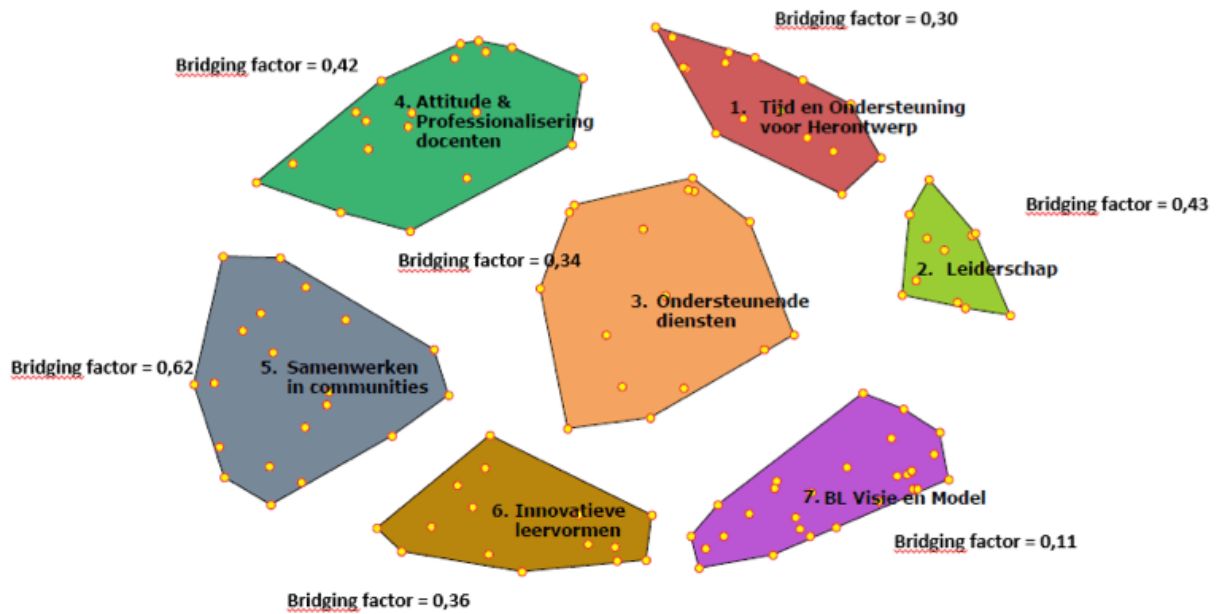 Bridging factor = 0,30
Bridging factor = 0,42
4. Attitude &
Professionalisering
docenten
1. Tijd en Ondersteuning
voor Herontwerp
Bridging factor = 0,43
Bridging factor = 0,34
2. Leiderschap
3. Ondersteunende
diensten
Bridging factor = 0,62
5. Samenwerken
in communities
6. Innovatieve
leervormen
7. BL Visie en Model
Bridging factor = 0,11
Bridging factor = 0,36